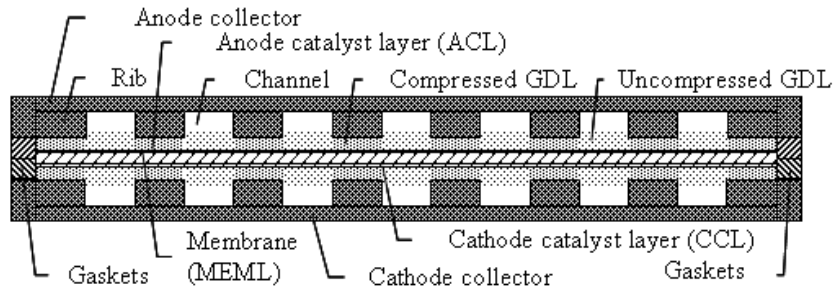 Anode collector
Anode catalyst layer (ACL)
Rib
Channel
Compressed GDL
Uncompressed GDL
Membrane
(MEML)
Cathode catalyst layer (CCL)
Gaskets
Cathode collector
Gaskets